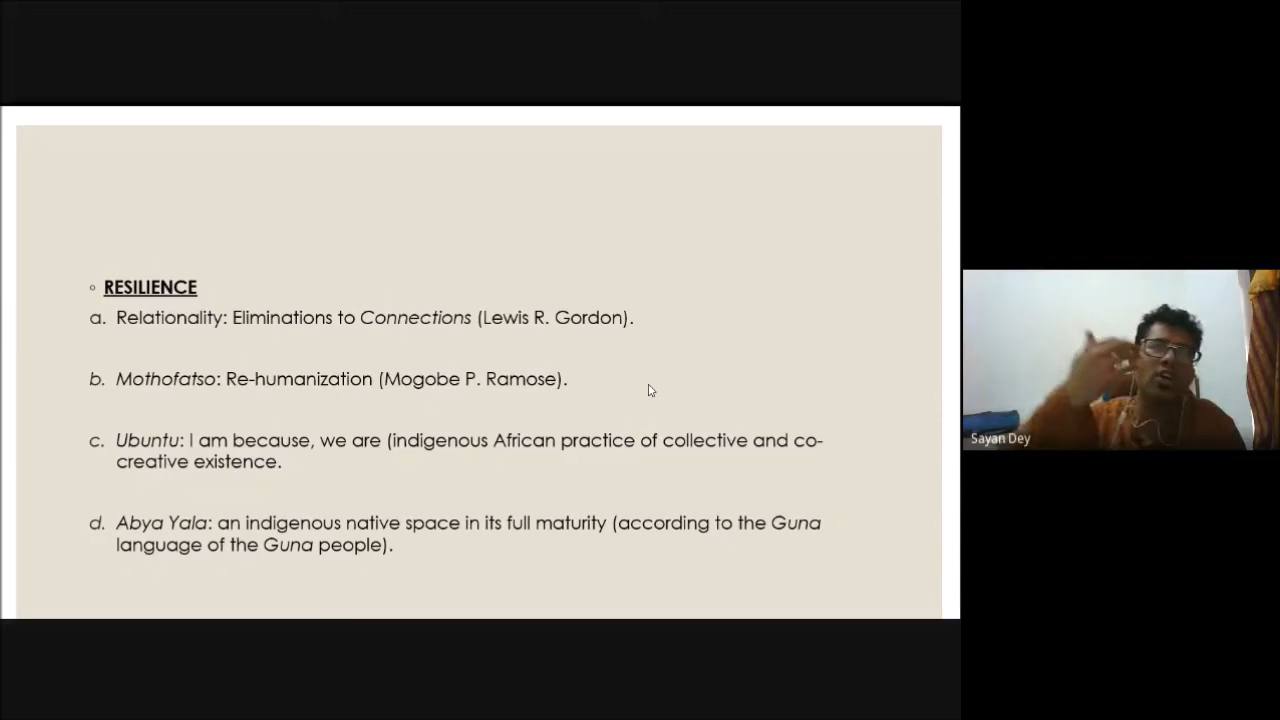 ◦ RESILIENCE
a. Relationality: Eliminations to Connections (Lewis R. Gordon).
b. Mothofatso: Re-humanization (Mogobe P. Ramose).
c. Ubuntu: I am because, we are (indigenous African practice of collective and co-
creative existence.
d. Abya Yala: an indigenous native space in its full maturity (according to the Guna
language of the Guna people).
Sayan Dey